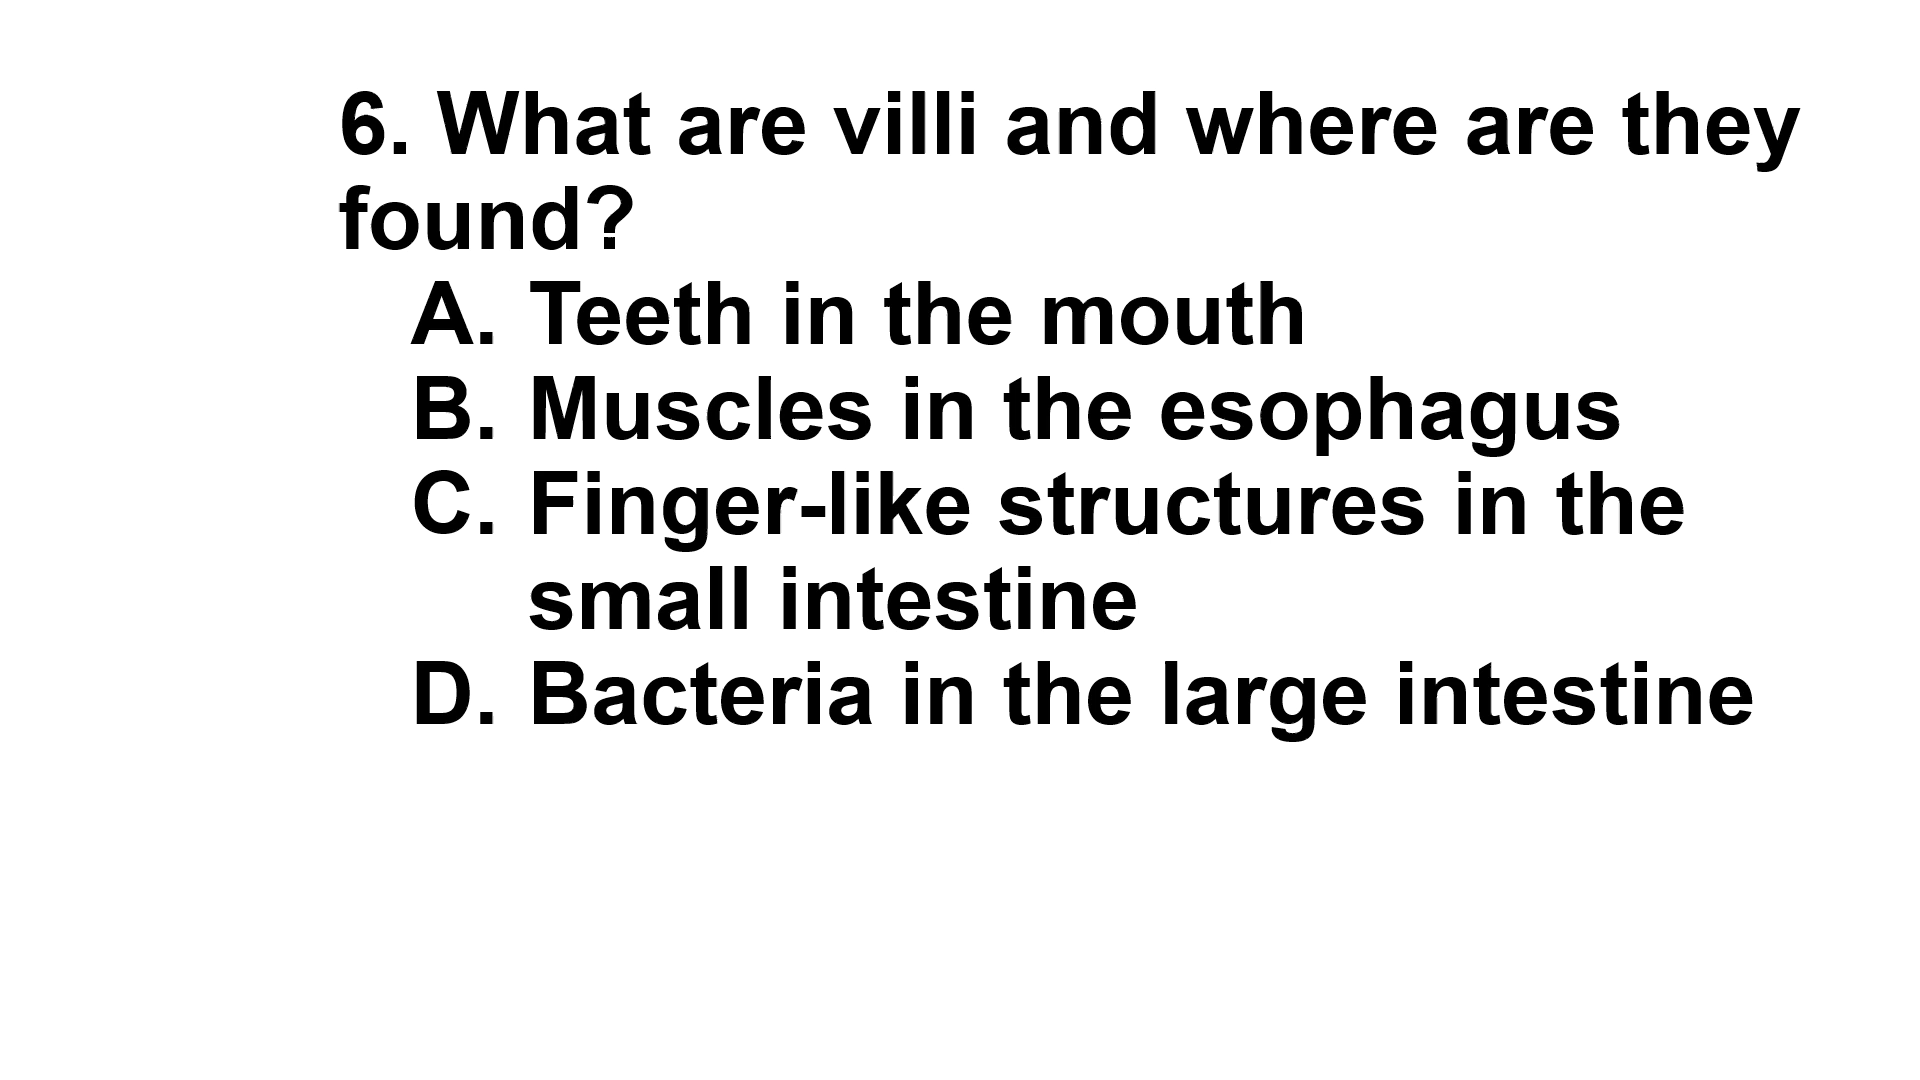 6. What are villi and where are they
found?
A. Teeth in the mouth
B. Muscles in the esophagus
C. Finger-like structures in the
small intestine
D. Bacteria in the large intestine